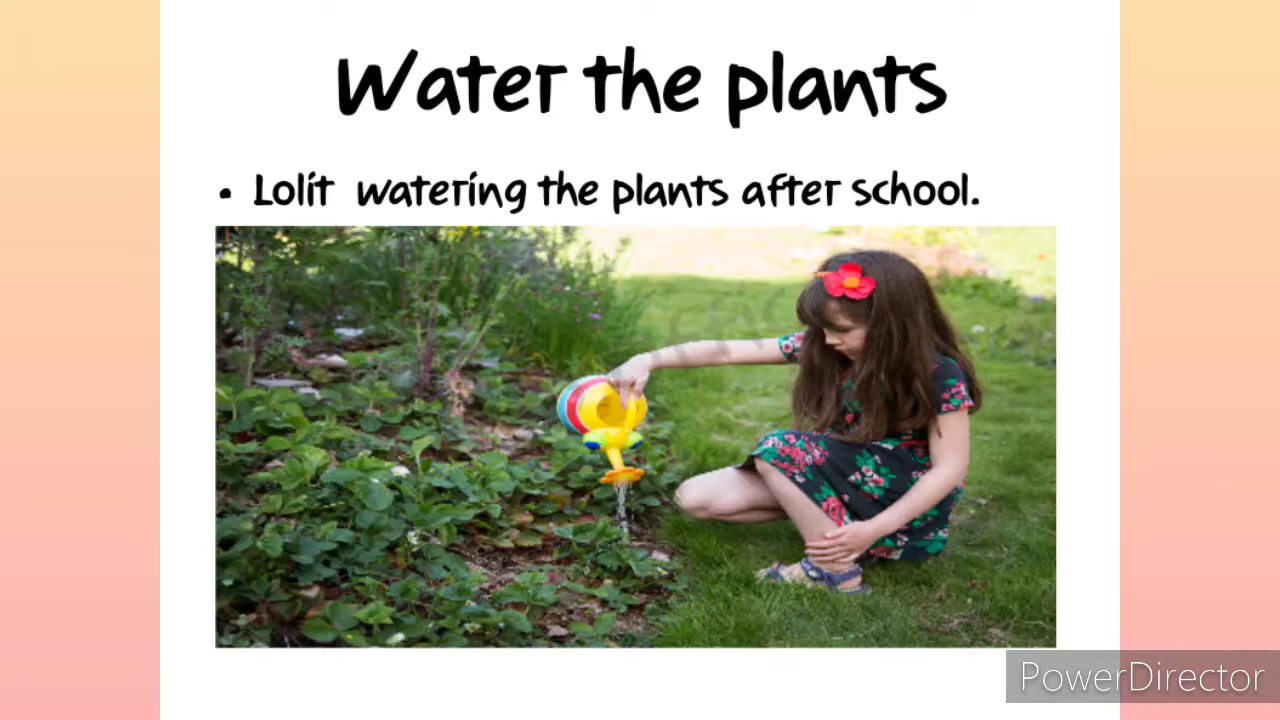 Water the plants
• Lolit watering the plants after school.
PowerDirector